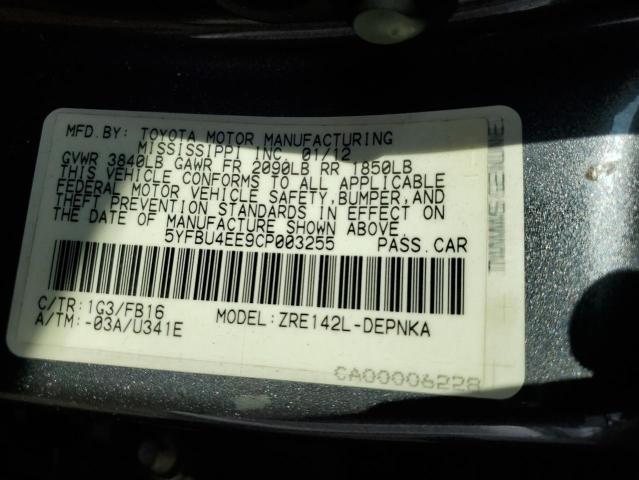 MFD. BY: TOYOTA MOTOR MANUFACTURING
MISSISSIPPI INC. 01/12
GVWR 3840LB GAWR FR 2090LB RR 1850LB
THIS VEHICLE CONFORMS TO ALL APPLICABLE
FEDERAL MOTOR VEHICLE SAFETY, BUMPER, AND
THEFT PREVENTION STANDARDS IN EFFECT ON
THE DATE OF MANUFACTURE SHOWN ABOVE.
5YFBU4EE9CP003255 PASS.CAR
C/TR: 1G3/FB16
A/TM: -03A/U341E
MODEL: ZRE142L-DEPNKA
CA00006228